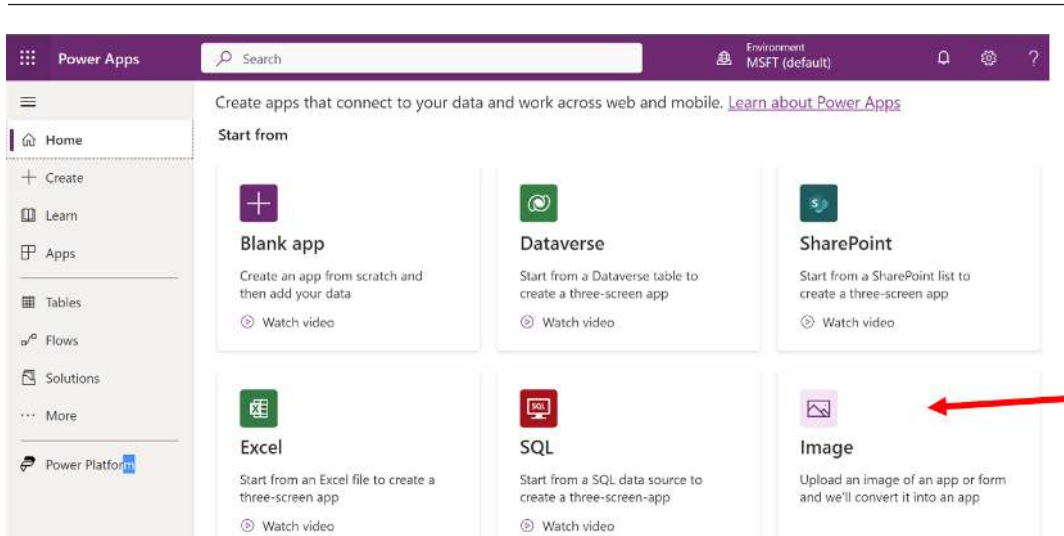 Power Apps
Search
Environment
MSFT (default)
?
Create apps that connect to your data and work across web and mobile. Learn about Power Apps
Home
Start from
Create
Learn
Apps
Tables
Flows
Solutions
More
Power Platform
Blank app
Create an app from scratch and
then add your data
Watch video
Dataverse
Start from a Dataverse table to
create a three-screen app
Watch video
S
SharePoint
Start from a SharePoint list to
create a three-screen app
Watch video
Excel
Start from an Excel file to create a
three-screen app
Watch video
SQL
SQL
Start from a SQL data source to
create a three-screen-app
Watch video
Image
Upload an image of an app or form
and we'll convert it into an app